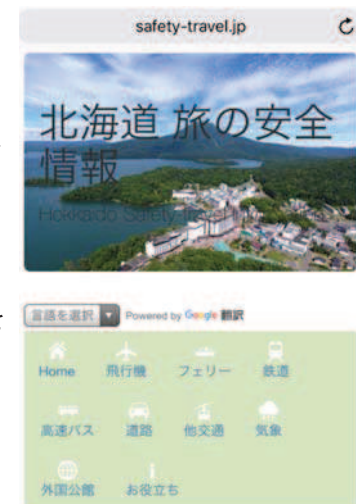 safety-travel.jp
北海道 旅の安全
情報
Hokkaido Safety travel
言語を選択 Powered by Google 翻訳
Home 飛行機 フェリー 鉄道
高速バス 道路 他交通 気象
外国公館 お役立ち